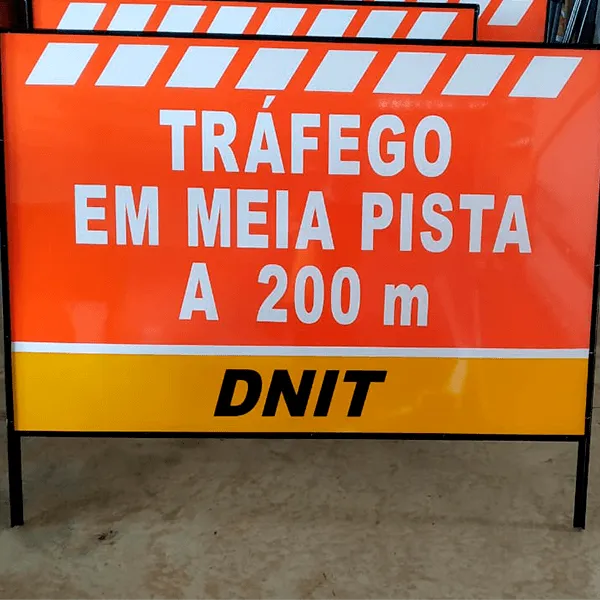 TRÁFEGO
EM MEIA PISTA
A 200 m
DNIT